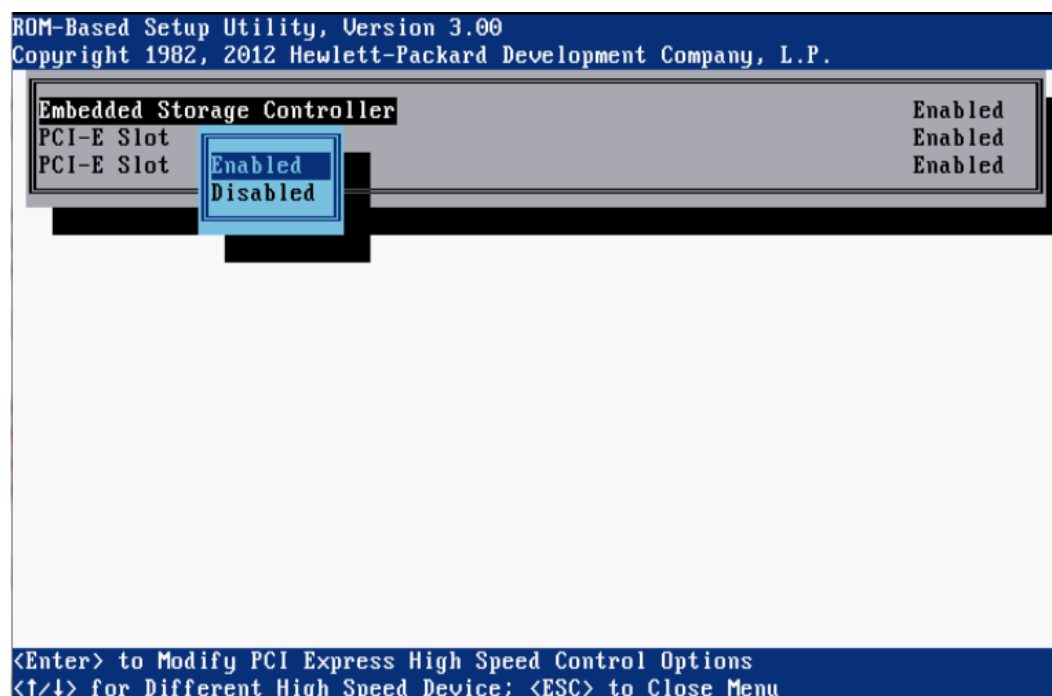 ROM-Based Setup Utility, Version 3.00
Copyright 1982, 2012 Hewlett-Packard Development Company, L.P.
Embedded Storage Controller Enabled
PCI-E Slot Enabled
PCI-E Slot Enabled
Enabled
Disabled
<Enter> to Modify PCI Express High Speed Control Options
<↑/↓> for Different High Speed Device; <ESC> to Close Menu